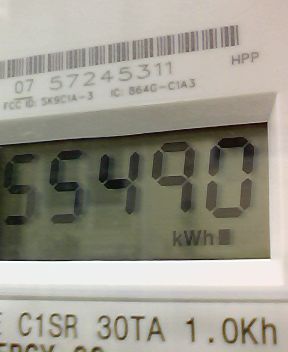 07 57245311
HPP
FCC ID: SK9C1A-3 IC: 864G-C1A3
55490
kWh
C1SR 30TA 1.0Kh